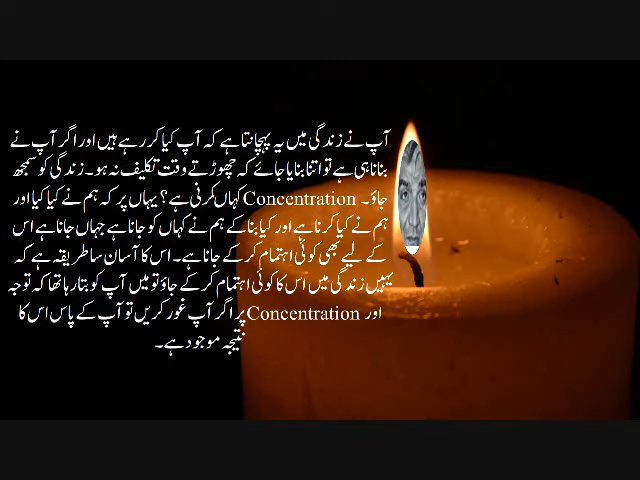 آپ نے زندگی میں یہ پہچاننا ہے کہ آپ کیا کر رہے ہیں اور اگر آپ نے
بنانا ہی ہے تو اتنا بنایا جائے کہ چھوڑتے وقت تکلیف نہ ہو۔ زندگی کو سمجھ
جاؤ۔ Concentration کہاں کرنی ہے؟ یہاں پر کہ ہم نے کیا کیا اور
ہم نے کیا کرنا ہے اور کیا بنا کے ہم نے کہاں کو جانا ہے جہاں جانا ہے اس
کے لیے بھی کوئی اہتمام کر کے جانا ہے۔ اس کا آسان سا طریقہ ہے کہ
یہیں زندگی میں اس کا کوئی اہتمام کر کے جاؤ تو میں آپ کو بتا رہا تھا کہ توجہ
اور Concentration پر اگر آپ غور کریں تو آپ کے پاس اس کا
نتیجہ موجود ہے۔